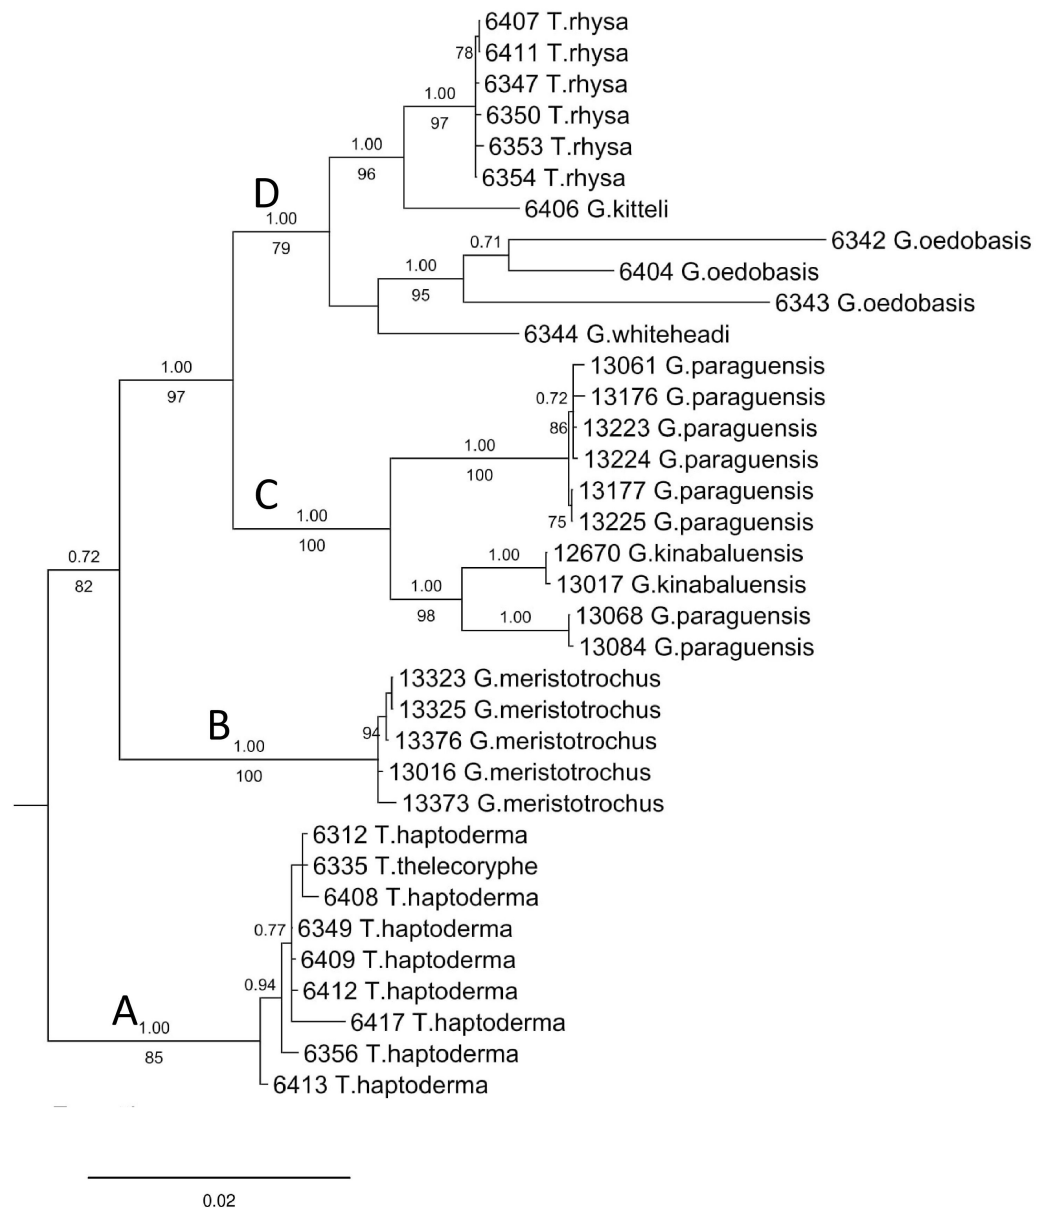 6407 T.rhysa
78
6411 T.rhysa
6347 T.rhysa
1.00
6350 T.rhysa
97
6353 T.rhysa
1.00
96
6354 T.rhysa
D
6406 G.kitteli
1.00
79
0.71
6342 G.oedobasis
1.00
6404 G.oedobasis
95
6343 G.oedobasis
6344 G.whiteheadi
1.00
97
13061 G.paraguensis
0.72
13176 G.paraguensis
86
13223 G.paraguensis
1.00
13224 G.paraguensis
100
C
13177 G.paraguensis
1.00
75
13225 G.paraguensis
100
0.72
82
1.00
12670 G.kinabaluensis
13017 G.kinabaluensis
1.00
98
1.00
13068 G.paraguensis
13084 G.paraguensis
13323 G.meristotrochus
13325 G.meristotrochus
B
94
13376 G.meristotrochus
1.00
100
13016 G.meristotrochus
13373 G.meristotrochus
6312 T.haptoderma
6335 T.thelecoryphe
6408 T.haptoderma
0.77
6349 T.haptoderma
6409 T.haptoderma
0.94
6412 T.haptoderma
A
6417 T.haptoderma
1.00
85
6356 T.haptoderma
6413 T.haptoderma
0.02